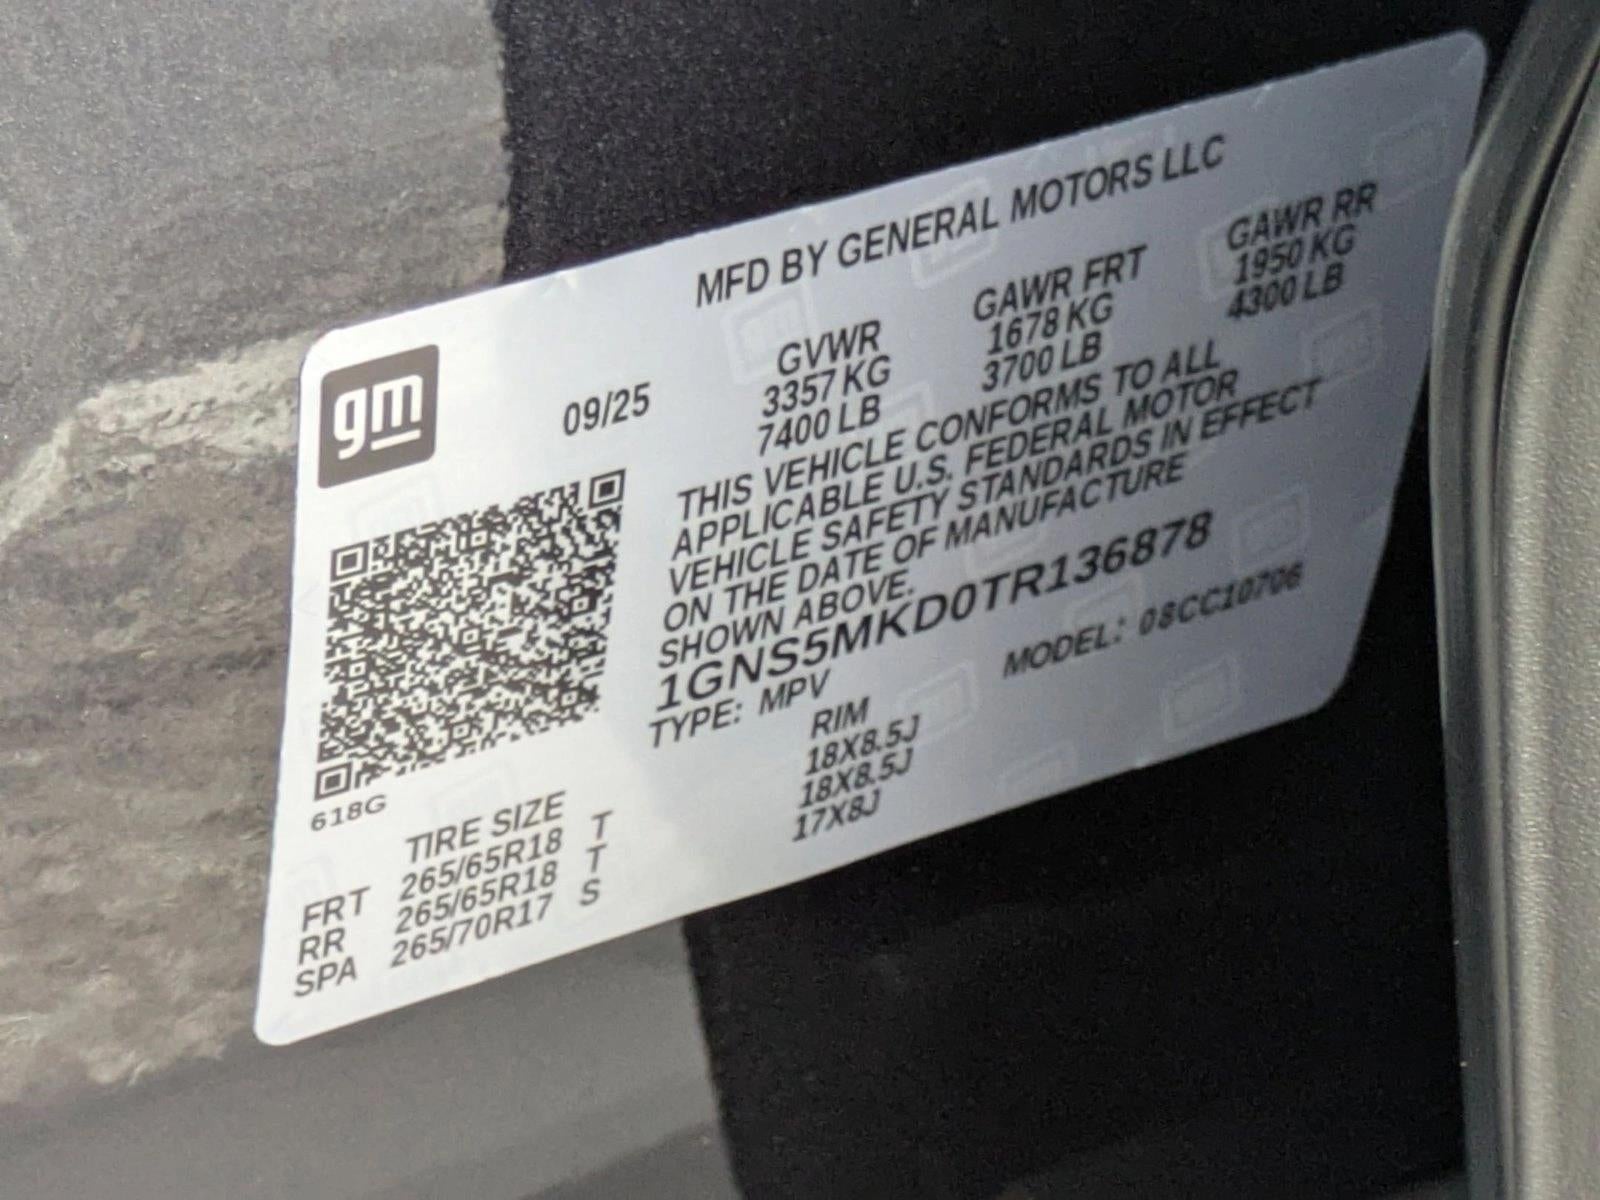 gm
MFD BY GENERAL MOTORS LLC
09/25
GVWR GAWR FRT GAWR RR
3357 KG 1678 KG 1950 KG
7400 LB 3700 LB 4300 LB
THIS VEHICLE CONFORMS TO ALL
APPLICABLE U.S. FEDERAL MOTOR
VEHICLE SAFETY STANDARDS IN EFFECT
ON THE DATE OF MANUFACTURE
SHOWN ABOVE.
1GNS5MKD0TR136878
TYPE: MPV MODEL: 08CC10706
618G
TIRE SIZE RIM
FRT 265/65R18 T 18X8.5J
RR 265/65R18 T 18X8.5J
SPA 265/70R17 S 17X8J